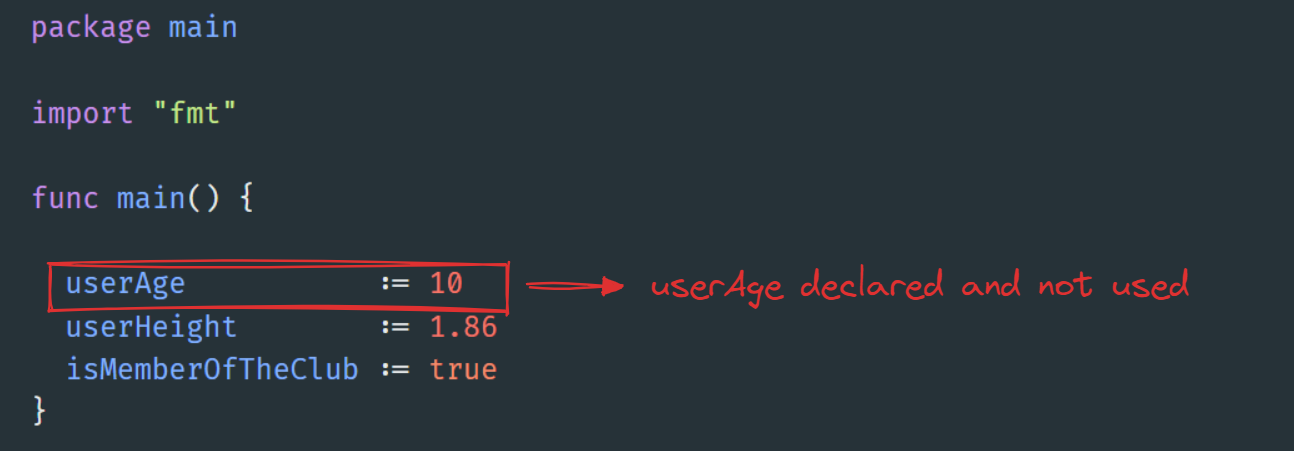 package main
import "fmt"
func main() {
userAge := 10
userAge declared and not used
userHeight := 1.86
isMemberOfTheClub := true
}